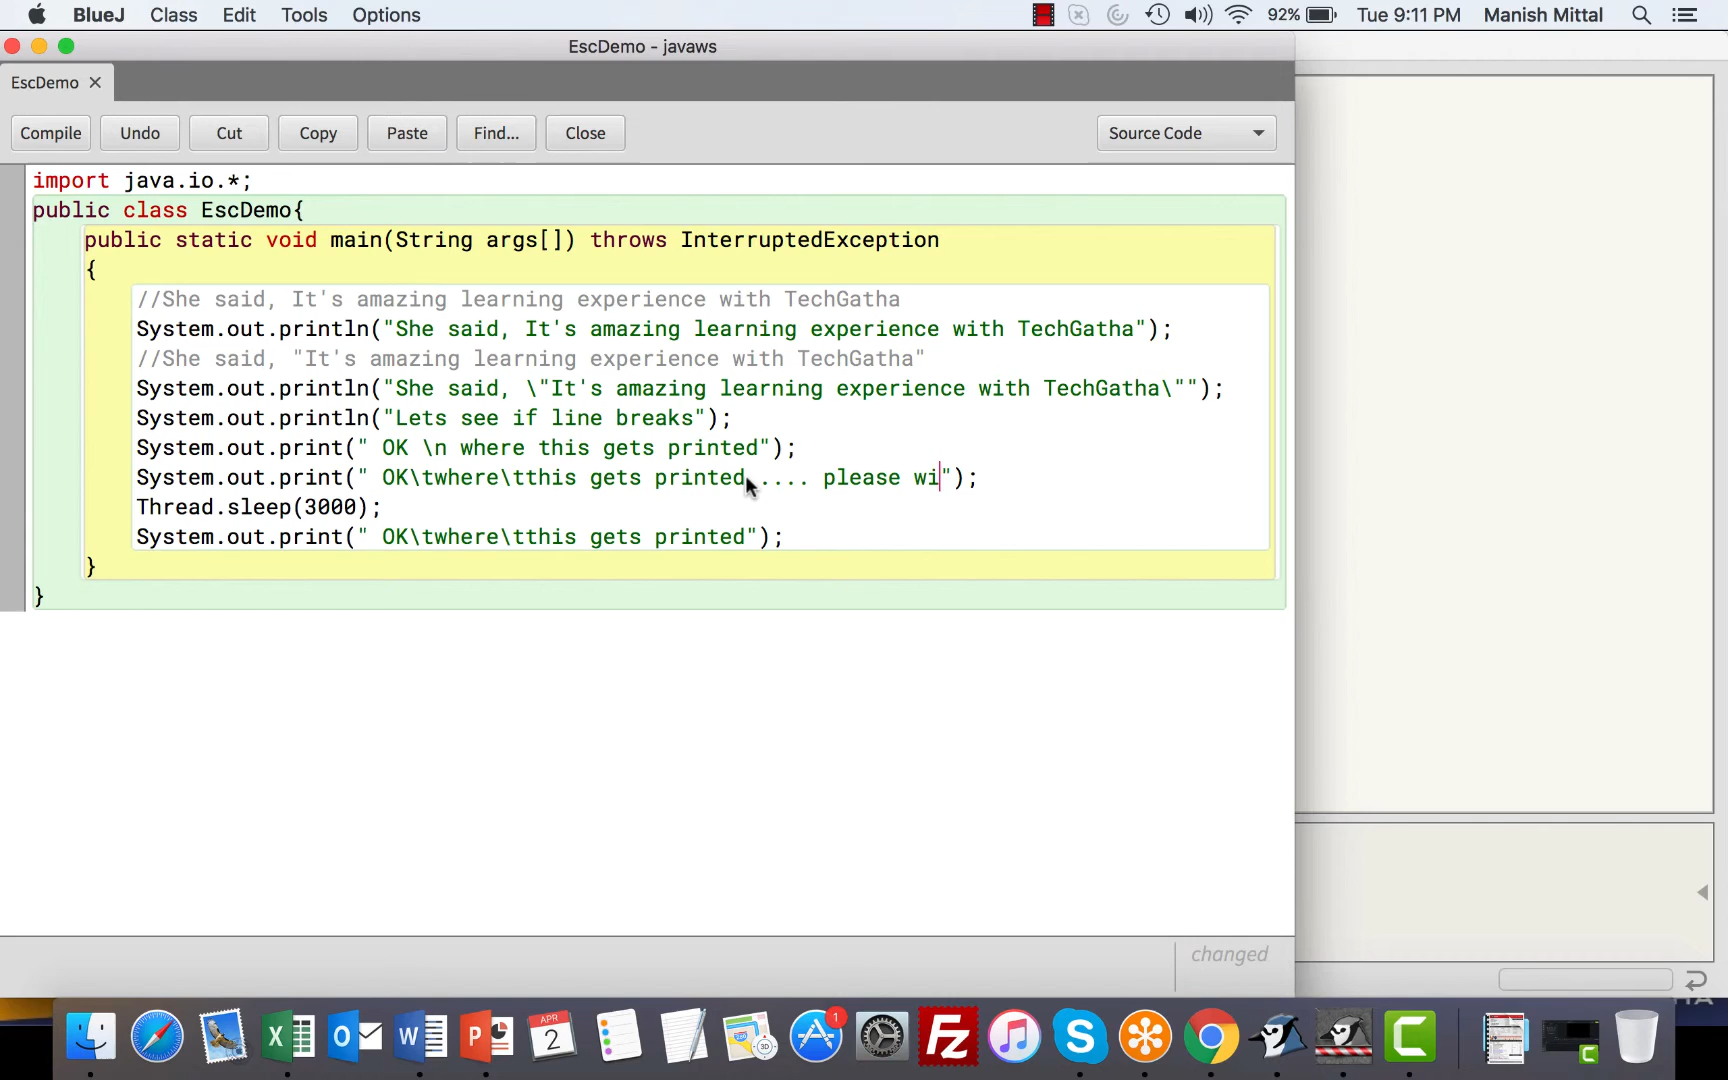 BlueJ Class Edit Tools Options 92% Tue 9:11 PM Manish Mittal
EscDemo - javaws
EscDemo
Compile Undo Cut Copy Paste Find... Close Source Code
import java.io.*;
public class EscDemo{
public static void main(String args[]) throws InterruptedException
{
//She said, It's amazing learning experience with TechGatha
System.out.println("She said, It's amazing learning experience with TechGatha");
//She said, "It's amazing learning experience with TechGatha"
System.out.println("She said, \"It's amazing learning experience with TechGatha\"");
System.out.println("Lets see if line breaks");
System.out.print(" OK \n where this gets printed");
System.out.print(" OK\twhere\tthis gets printed..... please wi");
Thread.sleep(3000);
System.out.print(" OK\twhere\tthis gets printed");
}
}
changed
APR
2
1